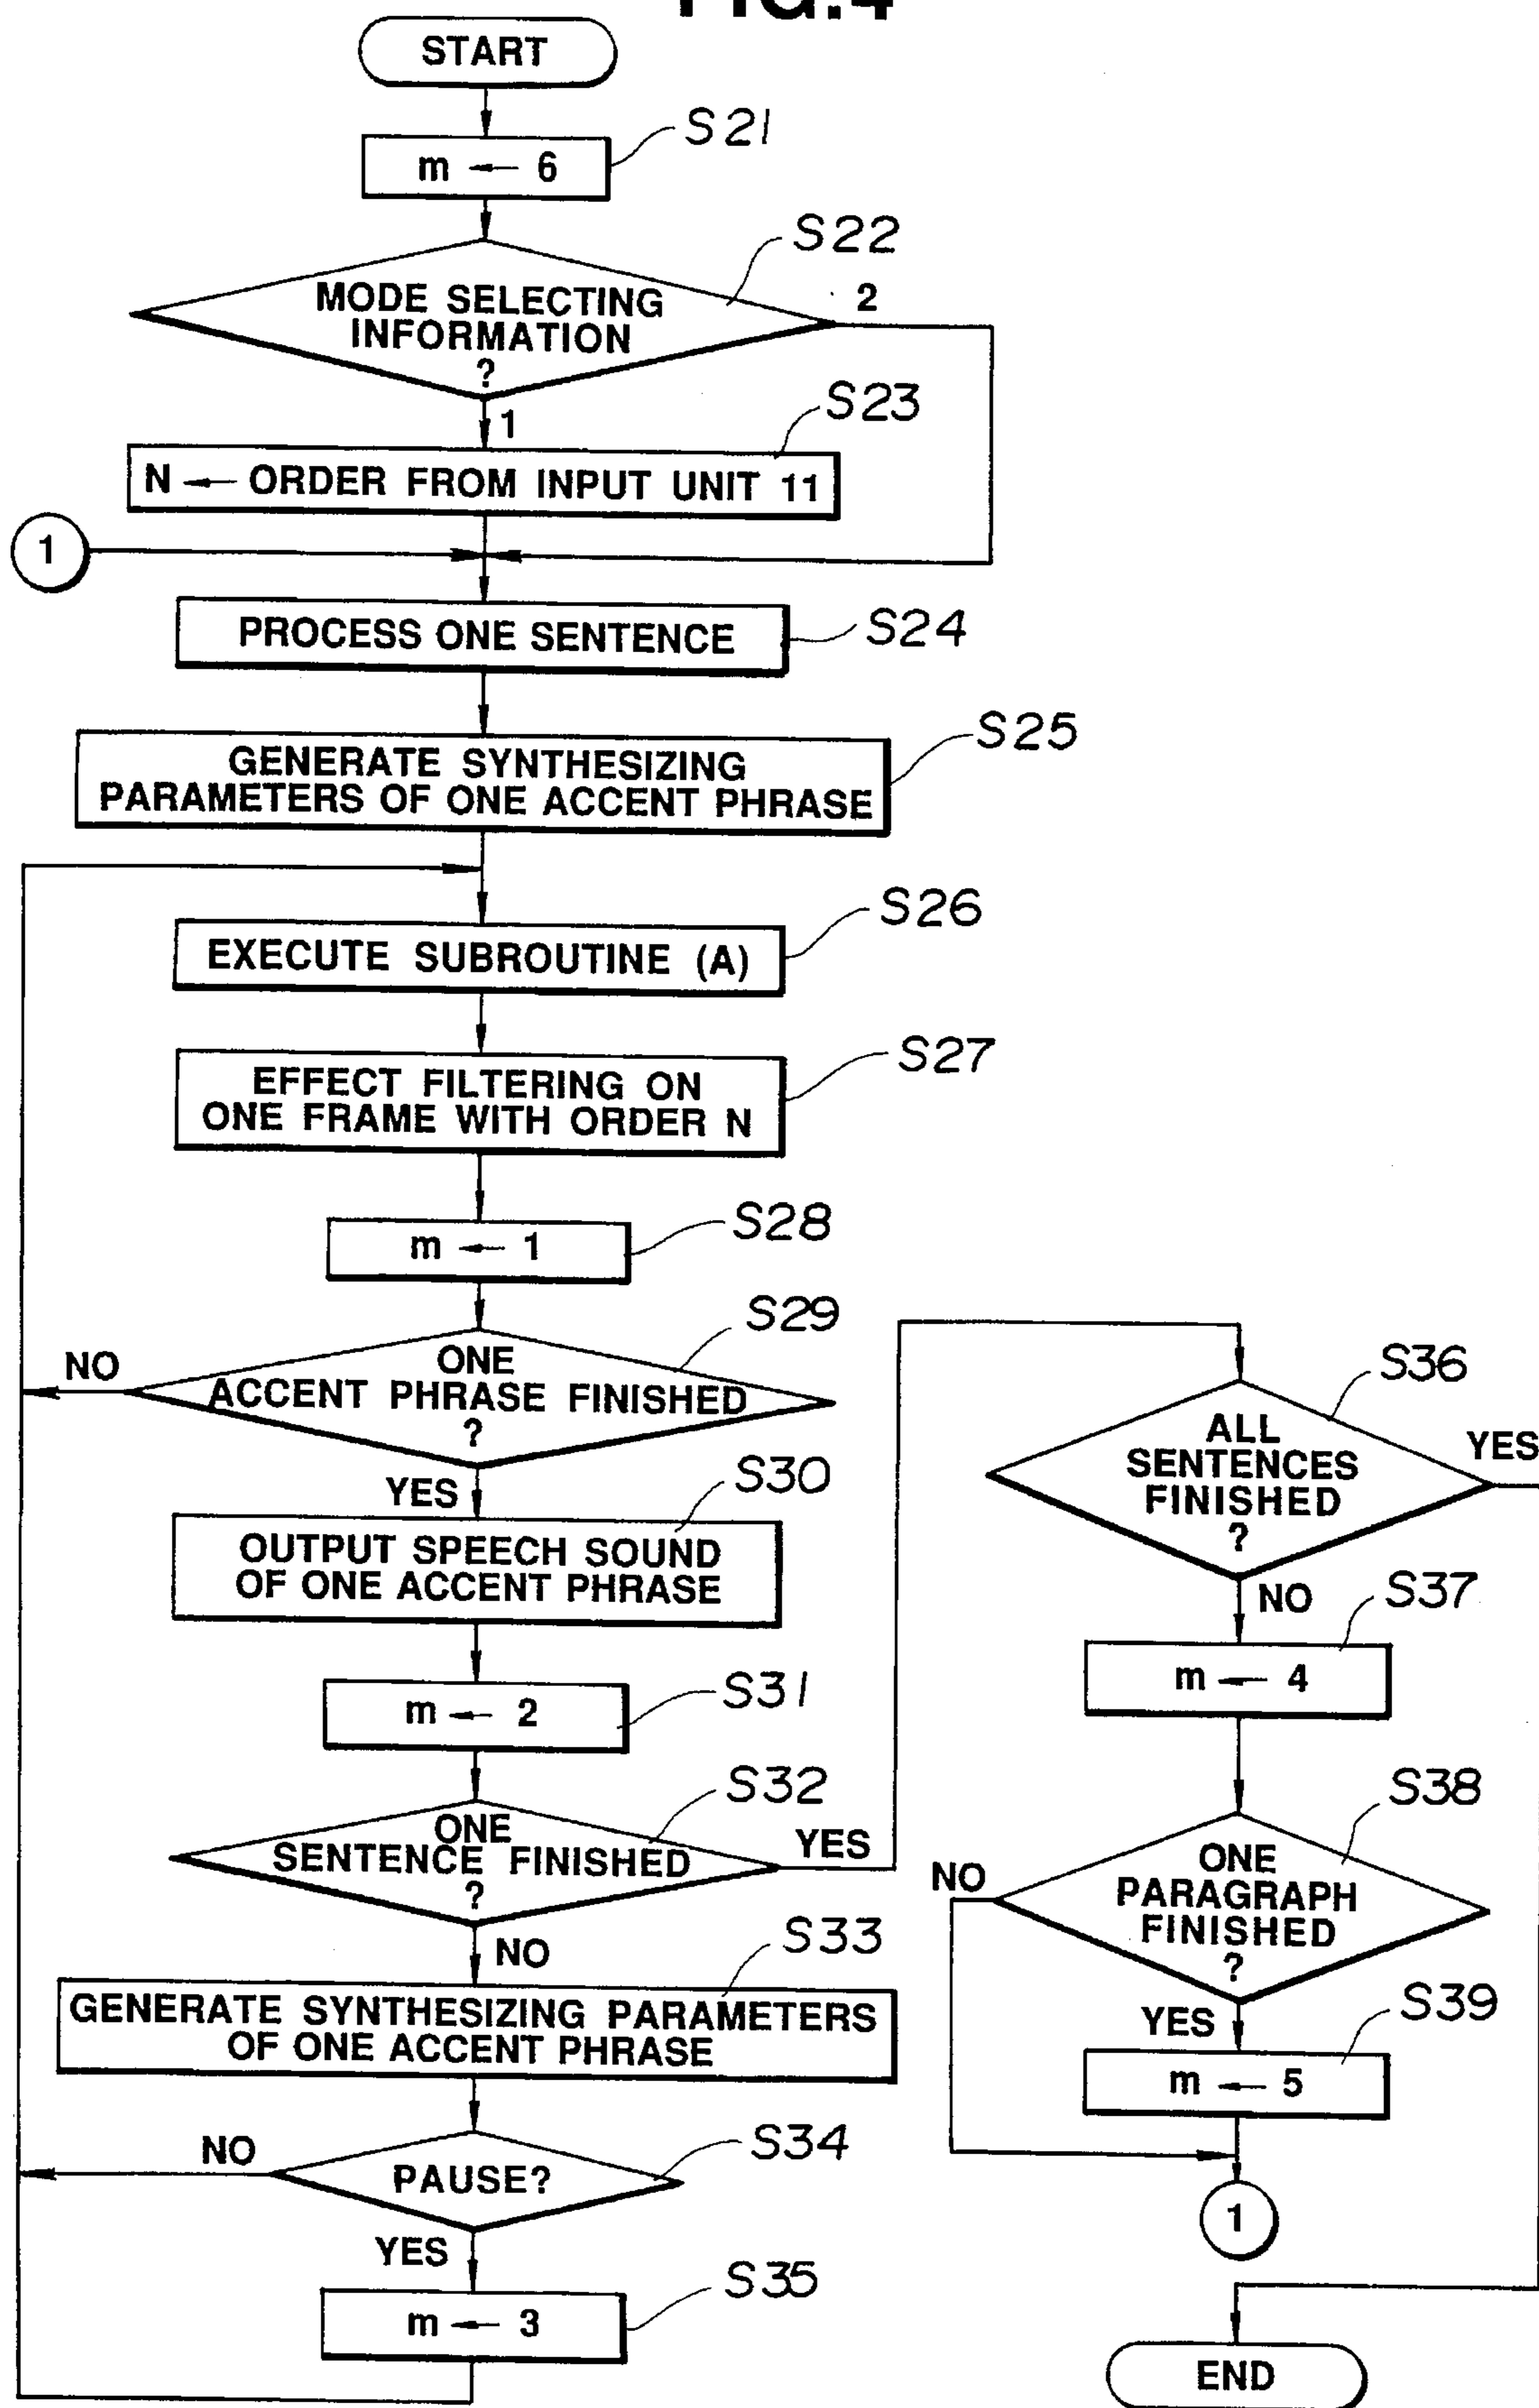 FIG.4
START
m ← 6
S21
MODE SELECTING
INFORMATION
?
S22
2
1
N ← ORDER FROM INPUT UNIT 11
S23
1
PROCESS ONE SENTENCE
S24
GENERATE SYNTHESIZING
PARAMETERS OF ONE ACCENT PHRASE
S25
EXECUTE SUBROUTINE (A)
S26
EFFECT FILTERING ON
ONE FRAME WITH ORDER N
S27
m ← 1
S28
ONE
ACCENT PHRASE FINISHED
?
S29
NO
YES
OUTPUT SPEECH SOUND
OF ONE ACCENT PHRASE
S30
m ← 2
S31
ONE
SENTENCE FINISHED
?
S32
YES
NO
GENERATE SYNTHESIZING PARAMETERS
OF ONE ACCENT PHRASE
S33
PAUSE?
S34
NO
YES
m ← 3
S35
ALL
SENTENCES
FINISHED
?
S36
YES
NO
m ← 4
S37
ONE
PARAGRAPH
FINISHED
?
S38
NO
YES
m ← 5
S39
1
END